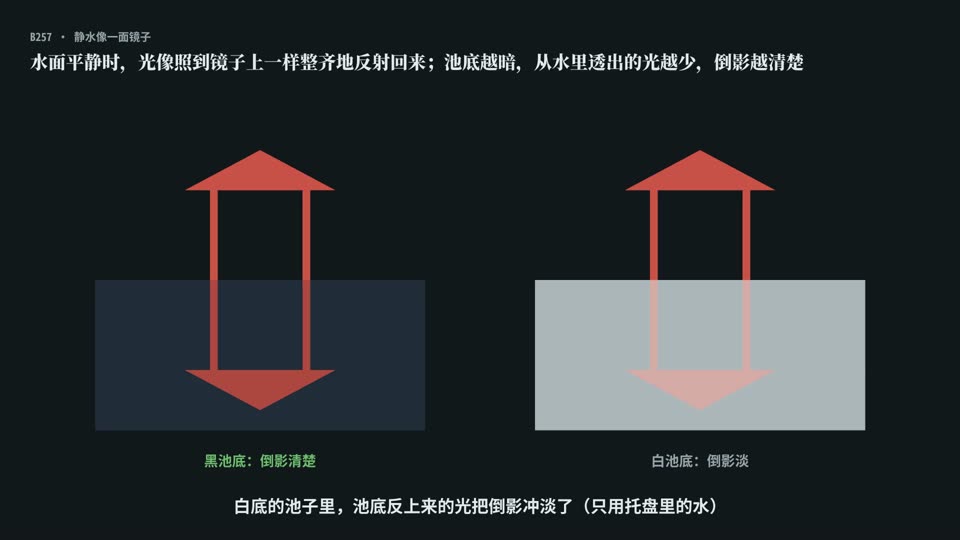 B257 · 静水像一面镜子
水面平静时，光像照到镜子上一样整齐地反射回来；池底越暗，从水里透出的光越少，倒影越清楚
黑池底：倒影清楚
白池底：倒影淡
白底的池子里，池底反上来的光把倒影冲淡了（只用托盘里的水）